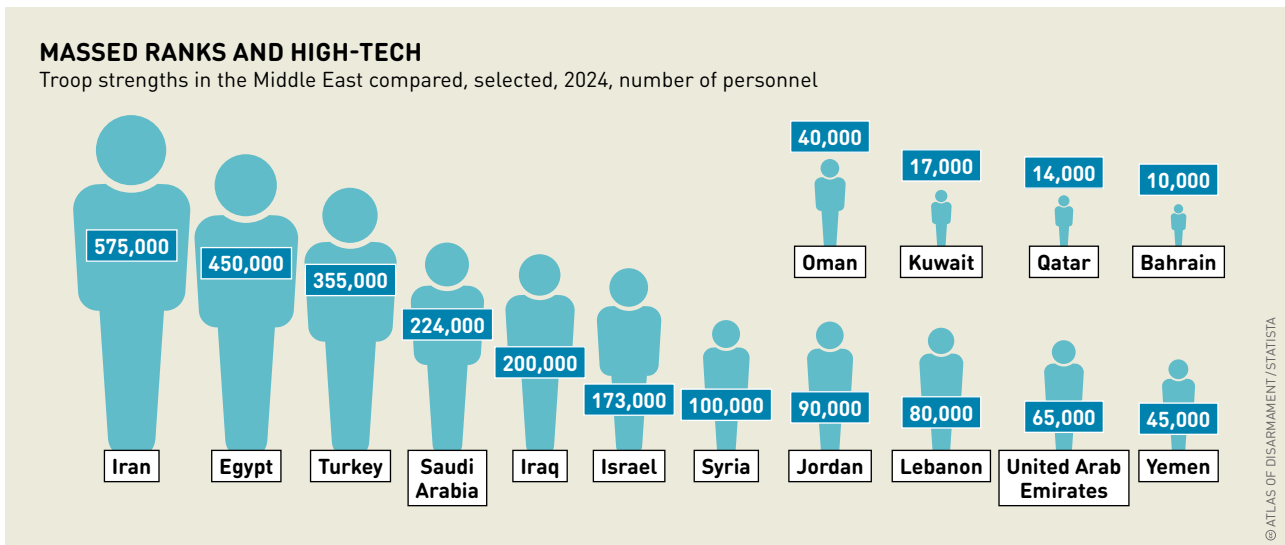 MASSED RANKS AND HIGH-TECH
Troop strengths in the Middle East compared, selected, 2024, number of personnel
40,000
17,000
14,000
10,000
Oman
Kuwait
Qatar
Bahrain
575,000
450,000
355,000
224,000
200,000
173,000
100,000
90,000
80,000
65,000
45,000
Iran
Egypt
Turkey
Saudi
Arabia
Iraq
Israel
Syria
Jordan
Lebanon
United Arab
Emirates
Yemen
© ATLAS OF DISARMAMENT / STATISTA